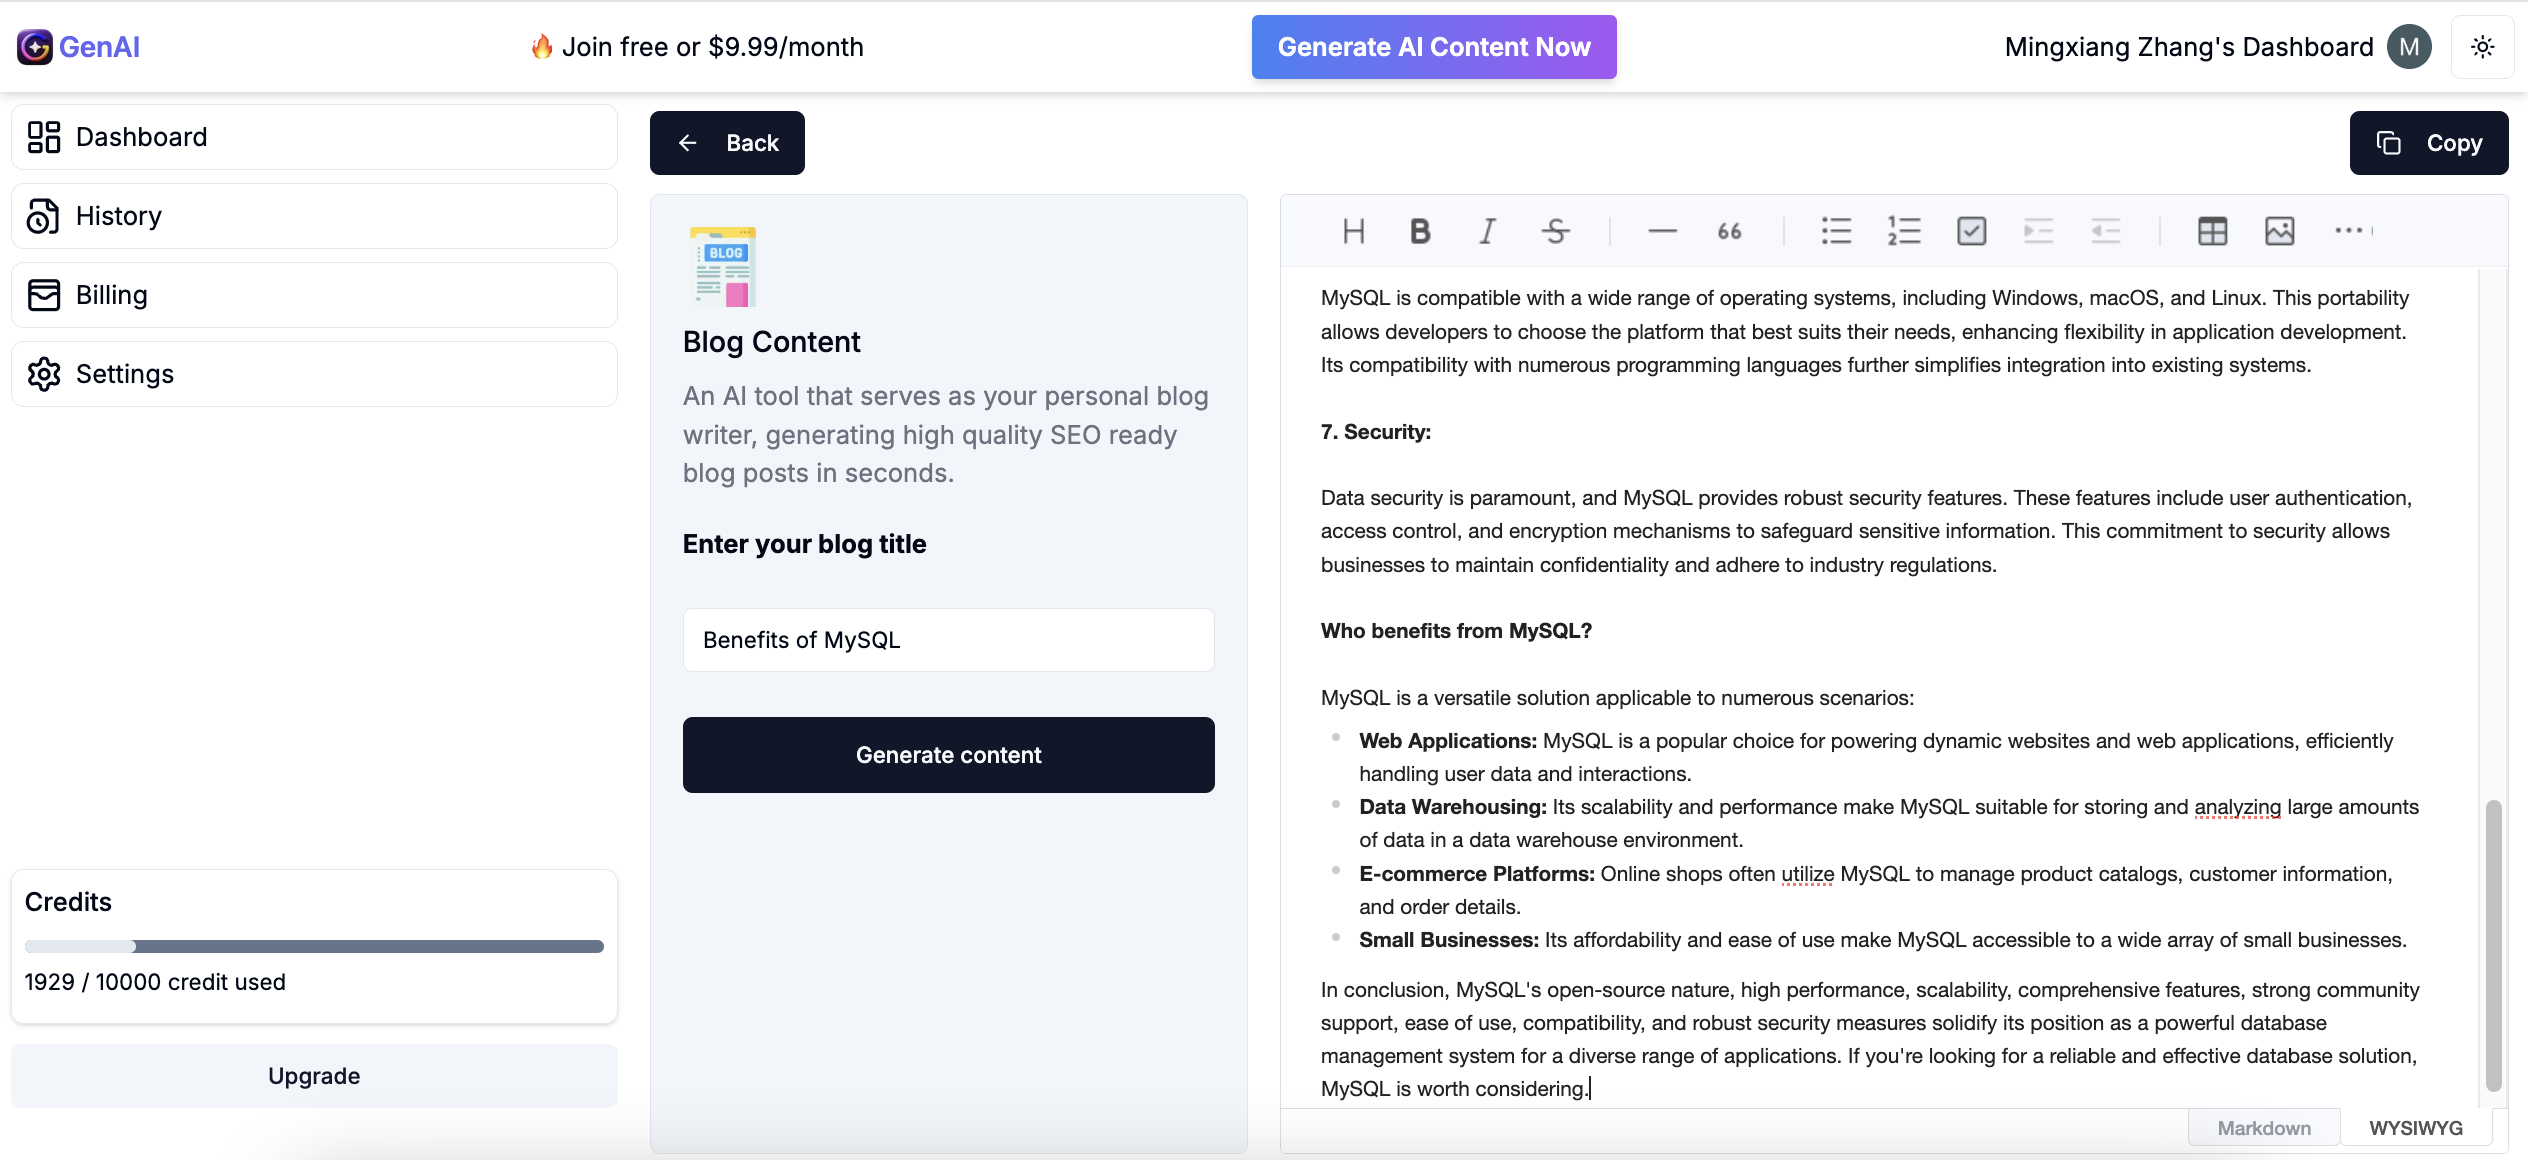 GenAI
🔥 Join free or $9.99/month
Generate AI Content Now
Mingxiang Zhang's Dashboard
M
Dashboard
History
Billing
Settings
Credits
1929 / 10000 credit used
Upgrade
Back
Copy
BLOG
Blog Content
An AI tool that serves as your personal blog
writer, generating high quality SEO ready
blog posts in seconds.
Enter your blog title
Benefits of MySQL
Generate content
MySQL is compatible with a wide range of operating systems, including Windows, macOS, and Linux. This portability
allows developers to choose the platform that best suits their needs, enhancing flexibility in application development.
Its compatibility with numerous programming languages further simplifies integration into existing systems.
7. Security:
Data security is paramount, and MySQL provides robust security features. These features include user authentication,
access control, and encryption mechanisms to safeguard sensitive information. This commitment to security allows
businesses to maintain confidentiality and adhere to industry regulations.
Who benefits from MySQL?
MySQL is a versatile solution applicable to numerous scenarios:
Web Applications: MySQL is a popular choice for powering dynamic websites and web applications, efficiently
handling user data and interactions.
Data Warehousing: Its scalability and performance make MySQL suitable for storing and analyzing large amounts
of data in a data warehouse environment.
E-commerce Platforms: Online shops often utilize MySQL to manage product catalogs, customer information,
and order details.
Small Businesses: Its affordability and ease of use make MySQL accessible to a wide array of small businesses.
In conclusion, MySQL's open-source nature, high performance, scalability, comprehensive features, strong community
support, ease of use, compatibility, and robust security measures solidify its position as a powerful database
management system for a diverse range of applications. If you're looking for a reliable and effective database solution,
MySQL is worth considering.
Markdown
WYSIWYG